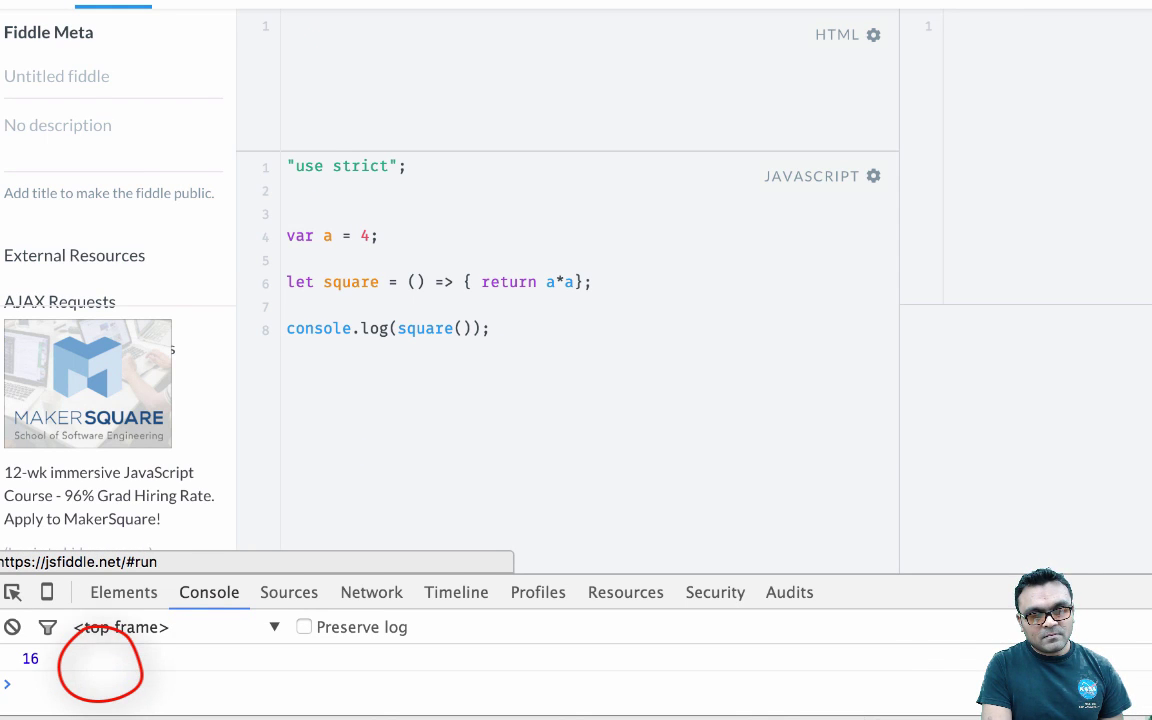 Fiddle Meta
Untitled fiddle
No description
Add title to make the fiddle public.
External Resources
AJAX Requests
s
MAKERSQUARE
School of Software Engineering
12-wk immersive JavaScript
Course - 96% Grad Hiring Rate.
Apply to MakerSquare!
https://jsfiddle.net/#run
1
HTML
1
1 "use strict";
JAVASCRIPT
2
3
4 var a = 4;
5
6 let square = () => { return a*a};
7
8 console.log(square());
Elements Console Sources Network Timeline Profiles Resources Security Audits
<top frame> ▼ Preserve log
16
>
NASA